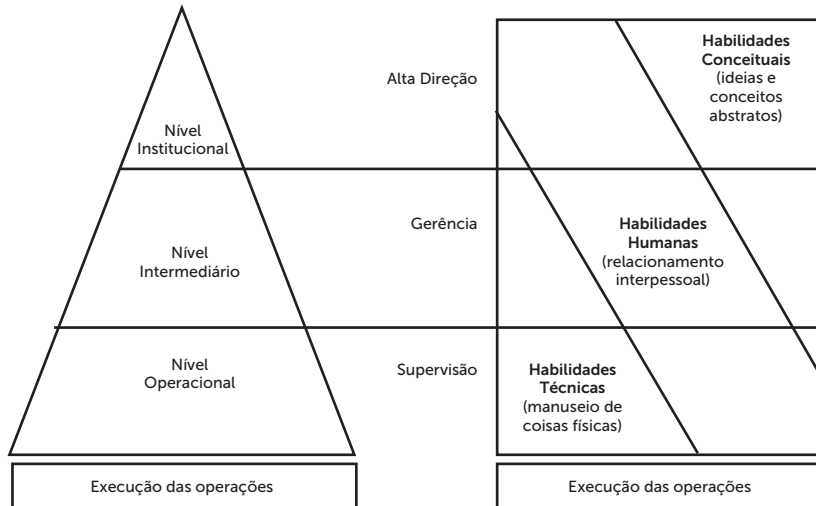 Habilidades
Conceituais
(ideias e
conceitos
abstratos)
Alta Direção
Nível
Institucional
Gerência
Habilidades
Humanas
(relacionamento
interpessoal)
Nível
Intermediário
Nível
Operacional
Supervisão
Habilidades
Técnicas
(manuseio de
coisas físicas)
Execução das operações
Execução das operações